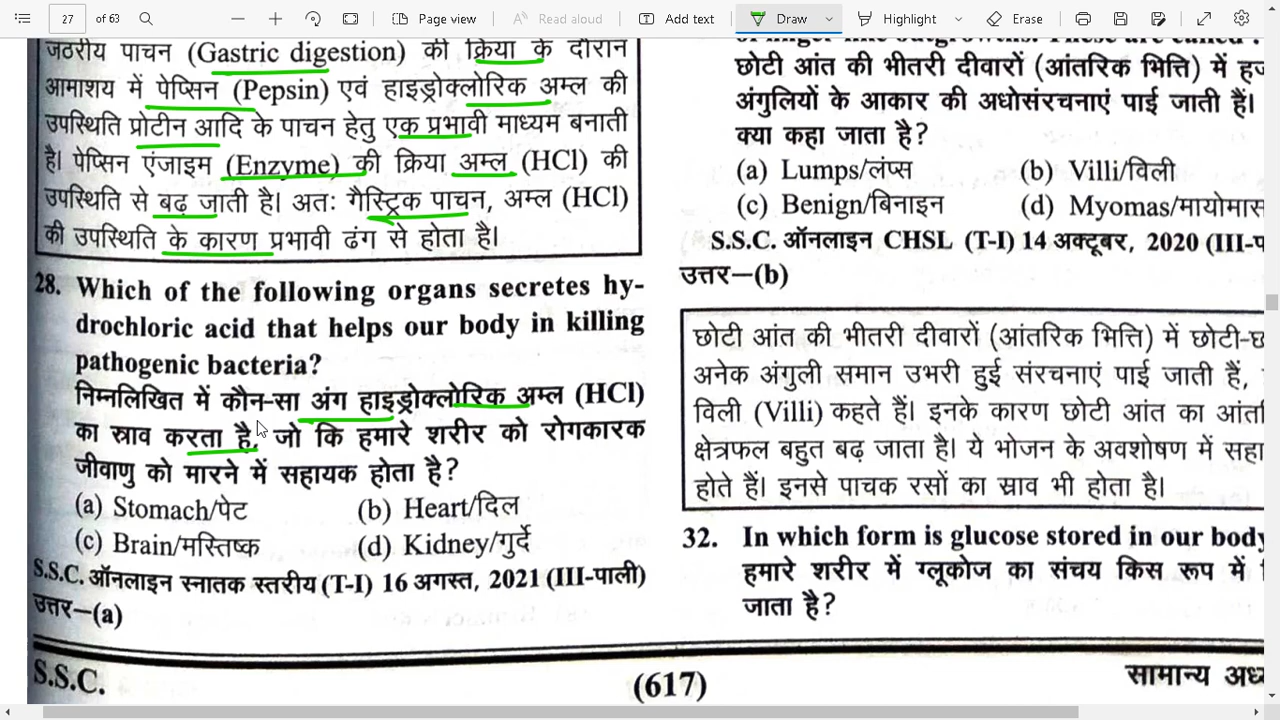 27
of 63
Page view
Read aloud
Add text
Draw
Highlight
Erase
जठरीय पाचन (Gastric digestion) की क्रिया के दौरान
आमाशय में पेप्सिन (Pepsin) एवं हाइड्रोक्लोरिक अम्ल की
उपस्थिति प्रोटीन आदि के पाचन हेतु एक प्रभावी माध्यम बनाती
है। पेप्सिन एंजाइम (Enzyme) की क्रिया अम्ल (HCl) की
उपस्थिति से बढ़ जाती है। अतः गैस्ट्रिक पाचन, अम्ल (HCl)
की उपस्थिति के कारण प्रभावी ढंग से होता है।
28. Which of the following organs secretes hy-
drochloric acid that helps our body in killing
pathogenic bacteria?
निम्नलिखित में कौन-सा अंग हाइड्रोक्लोरिक अम्ल (HCl)
का स्राव करता है, जो कि हमारे शरीर को रोगकारक
जीवाणु को मारने में सहायक होता है?
(a) Stomach/पेट (b) Heart/दिल
(c) Brain/मस्तिष्क (d) Kidney/गुर्दे
S.S.C. ऑनलाइन स्नातक स्तरीय (T-I) 16 अगस्त, 2021 (III-पाली)
उत्तर—(a)
छोटी आंत की भीतरी दीवारों (आंतरिक भित्ति) में
अंगुलियों के आकार की अधोसंरचनाएं पाई जाती हैं।
क्या कहा जाता है?
(a) Lumps/लंप्स (b) Villi/विली
(c) Benign/बिनाइन (d) Myomas/मायोमास
S.S.C. ऑनलाइन CHSL (T-I) 14 अक्टूबर, 2020
उत्तर—(b)
छोटी आंत की भीतरी दीवारों (आंतरिक भित्ति) में छोटी-
अनेक अंगुली समान उभरी हुई संरचनाएं पाई जाती हैं,
विली (Villi) कहते हैं। इनके कारण छोटी आंत का
क्षेत्रफल बहुत बढ़ जाता है। ये भोजन के अवशोषण में
होते हैं। इनसे पाचक रसों का स्राव भी होता है।
32. In which form is glucose stored in our body
हमारे शरीर में ग्लूकोज का संचय किस रूप में
जाता है?
S.S.C. (617) सामान्य